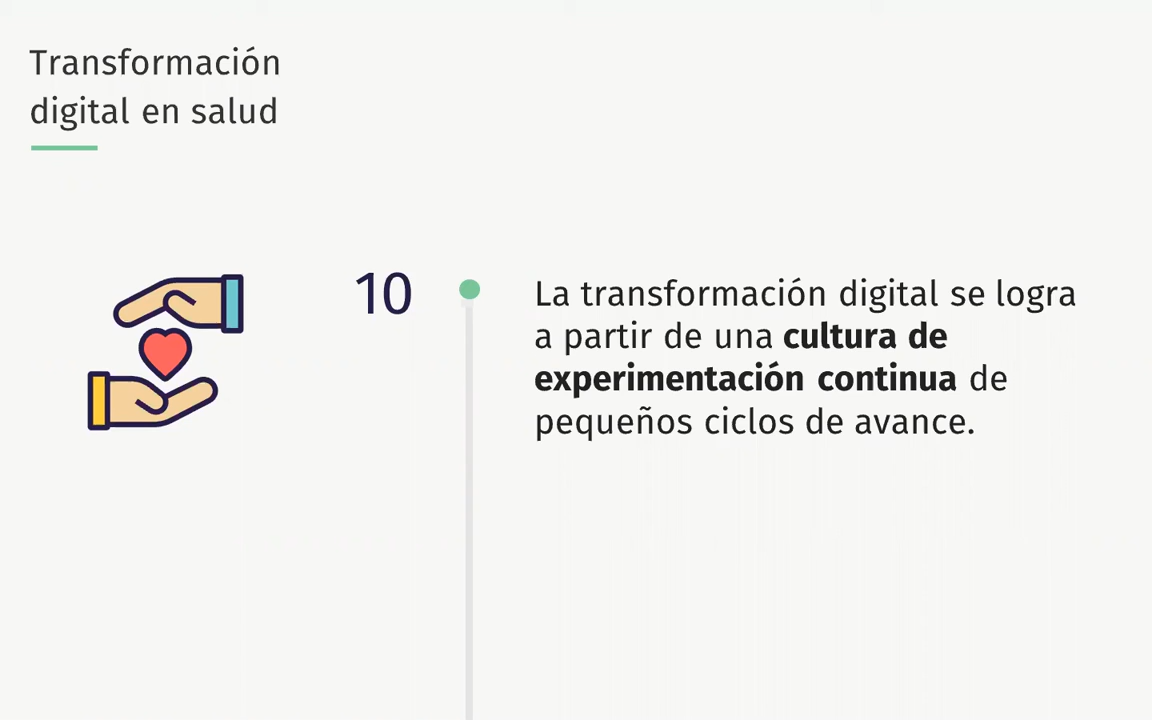 Transformación
digital en salud
10
La transformación digital se logra
a partir de una cultura de
experimentación continua de
pequeños ciclos de avance.